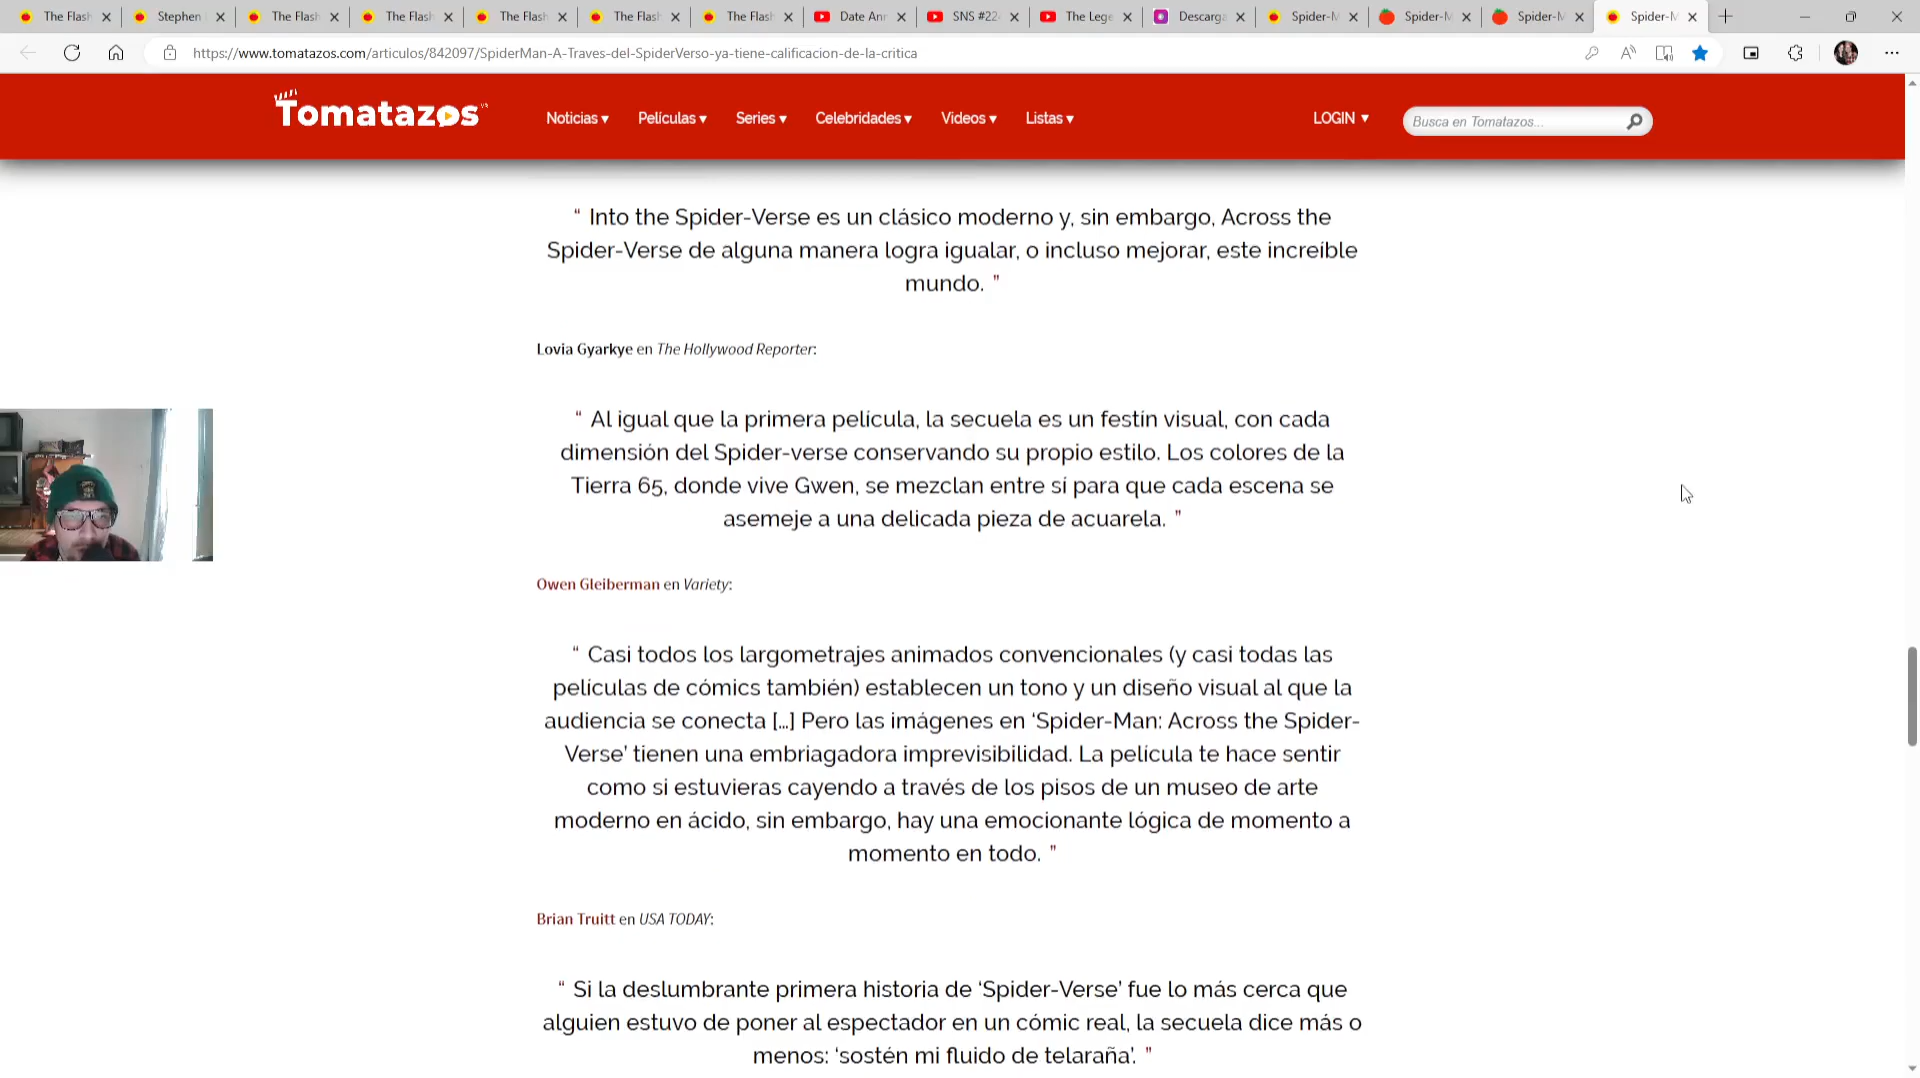 The Flash
Stephen
The Flash
The Flash
The Flash
The Flash
The Flash
Date Ann
SNS #22
The Lege
Descarga
Spider-M
Spider-M
Spider-M
Spider-M
https://www.tomatazos.com/articulos/842097/SpiderMan-A-Traves-del-SpiderVerso-ya-tiene-calificacion-de-la-critica
Tomatazos
Noticias ▾ Películas ▾ Series ▾ Celebridades ▾ Videos ▾ Listas ▾
LOGIN ▼
Busca en Tomatazos...
“ Into the Spider-Verse es un clásico moderno y, sin embargo, Across the
Spider-Verse de alguna manera logra igualar, o incluso mejorar, este increíble
mundo. ”
Lovia Gyarkye en The Hollywood Reporter:
“ Al igual que la primera película, la secuela es un festín visual, con cada
dimensión del Spider-verse conservando su propio estilo. Los colores de la
Tierra 65, donde vive Gwen, se mezclan entre sí para que cada escena se
asemeje a una delicada pieza de acuarela. ”
Owen Gleiberman en Variety:
“ Casi todos los largometrajes animados convencionales (y casi todas las
películas de cómics también) establecen un tono y un diseño visual al que la
audiencia se conecta [...] Pero las imágenes en ‘Spider-Man: Across the Spider-
Verse’ tienen una embriagadora imprevisibilidad. La película te hace sentir
como si estuvieras cayendo a través de los pisos de un museo de arte
moderno en ácido, sin embargo, hay una emocionante lógica de momento a
momento en todo. ”
Brian Truitt en USA TODAY:
“ Si la deslumbrante primera historia de ‘Spider-Verse’ fue lo más cerca que
alguien estuvo de poner al espectador en un cómic real, la secuela dice más o
menos: ‘sostén mi fluido de telaraña’. ”